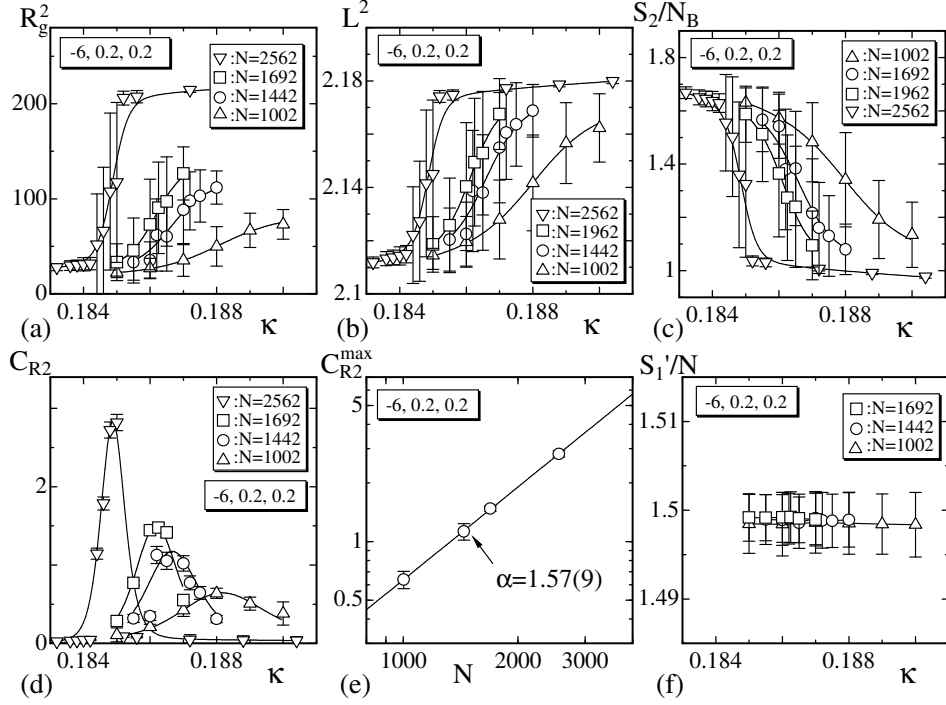 R_g^2
-6, 0.2, 0.2
▽:N=2562
□:N=1692
○:N=1442
△:N=1002
200
100
0
0.184
0.188
κ
(a)
L^2
-6, 0.2, 0.2
2.18
2.14
2.1
▽:N=2562
□:N=1962
○:N=1442
△:N=1002
0.184
0.188
κ
(b)
S_2/N_B
-6, 0.2, 0.2
△:N=1002
○:N=1692
□:N=1962
▽:N=2562
1.8
1.4
1
0.184
0.188
κ
(c)
C_R2
▽:N=2562
□:N=1692
○:N=1442
△:N=1002
-6, 0.2, 0.2
2
0
0.184
0.188
κ
(d)
C_R2^max
-6, 0.2, 0.2
5
1
0.5
α=1.57(9)
1000
2000
3000
N
(e)
S_1'/N
-6, 0.2, 0.2
□:N=1692
○:N=1442
△:N=1002
1.51
1.5
1.49
0.184
0.188
κ
(f)